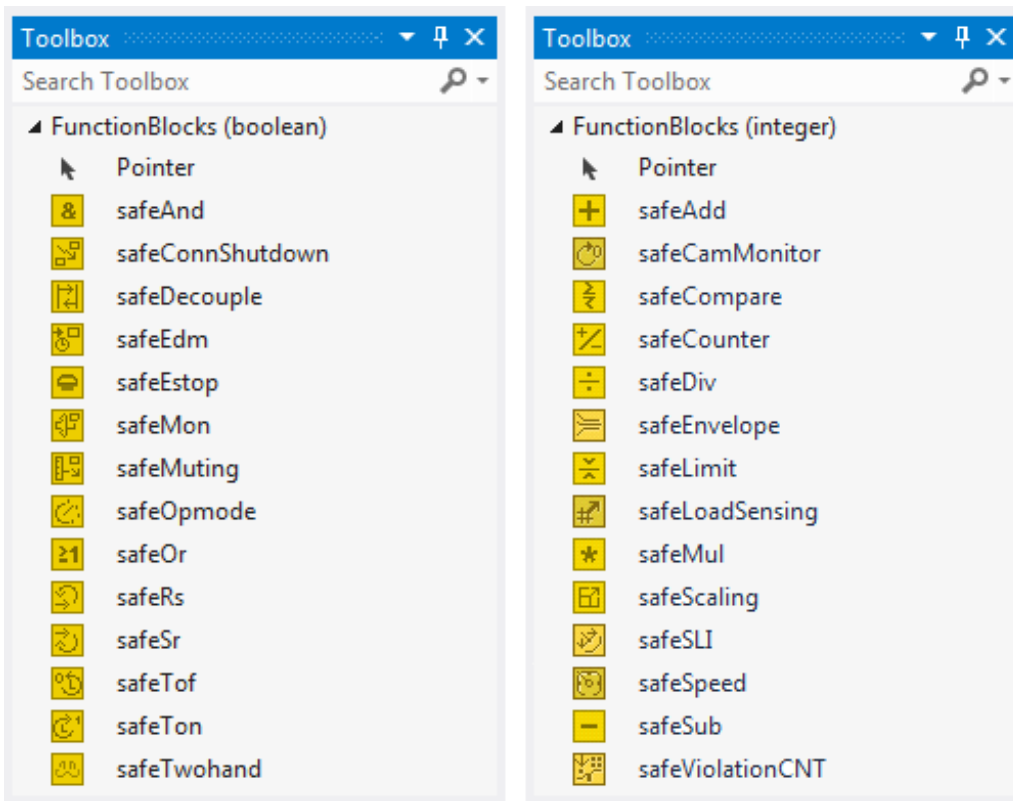 Toolbox
Search Toolbox
FunctionBlocks (boolean)
Pointer
& safeAnd
safeConnShutdown
safeDecouple
safeEdm
safeEstop
safeMon
safeMuting
safeOpmode
≥1 safeOr
safeRs
safeSr
safeTof
safeTon
safeTwohand
Toolbox
Search Toolbox
FunctionBlocks (integer)
Pointer
+ safeAdd
safeCamMonitor
safeCompare
+/- safeCounter
÷ safeDiv
safeEnvelope
safeLimit
safeLoadSensing
* safeMul
safeScaling
safeSLI
safeSpeed
- safeSub
safeViolationCNT